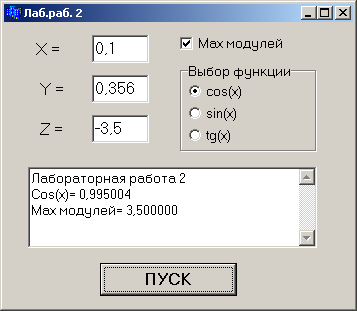 Лаб.раб. 2
X = 0,1
Y = 0,356
Z = -3,5
Max модулей
Выбор функции
cos(x)
sin(x)
tg(x)
Лабораторная работа 2
Cos(x)= 0,995004
Max модулей= 3,500000
ПУСК